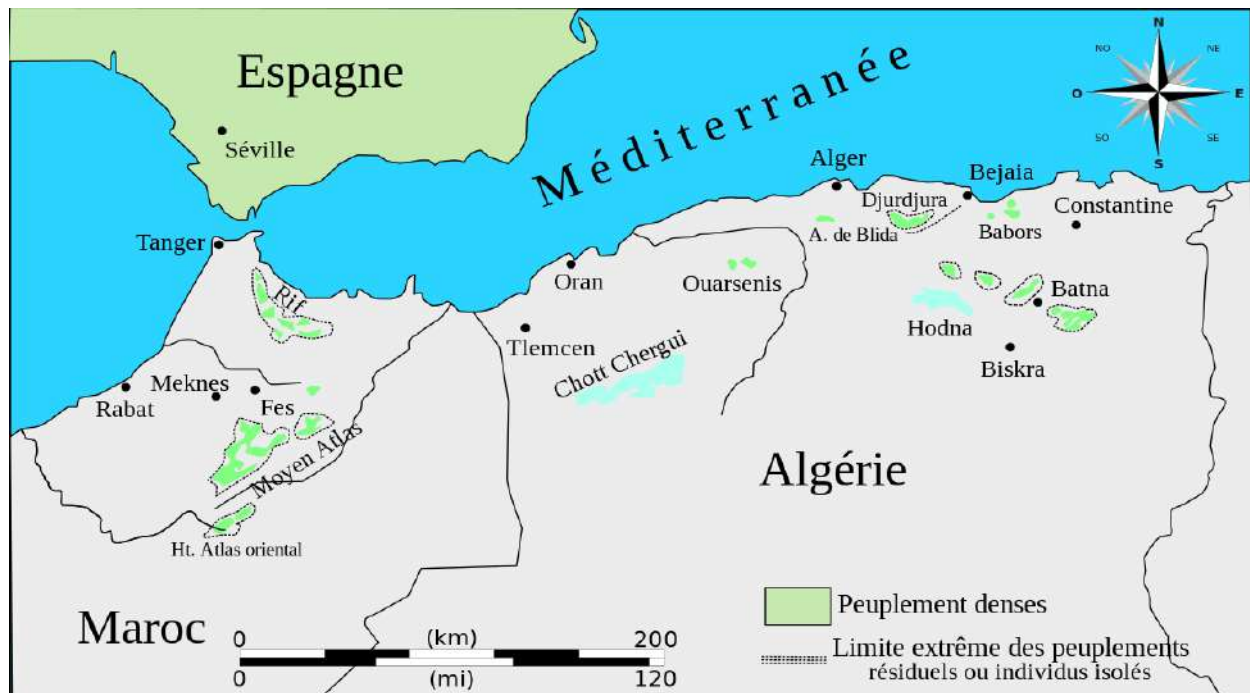 Espagne
Séville
Méditerranée
N
NO
NE
O
E
SO
SE
S
Alger
Bejaia
Djurdjura
Constantine
A. de Blida
Babors
Tanger
Oran
Ouarsenis
Rif
Batna
Hodna
Tlemcen
Chott Chergui
Biskra
Meknes
Rabat
Fes
Moyen Atlas
Algérie
Ht. Atlas oriental
Maroc
Peuplement denses
Limite extrême des peuplements
résiduels ou individus isolés
0 (km) 200
0 (mi) 120